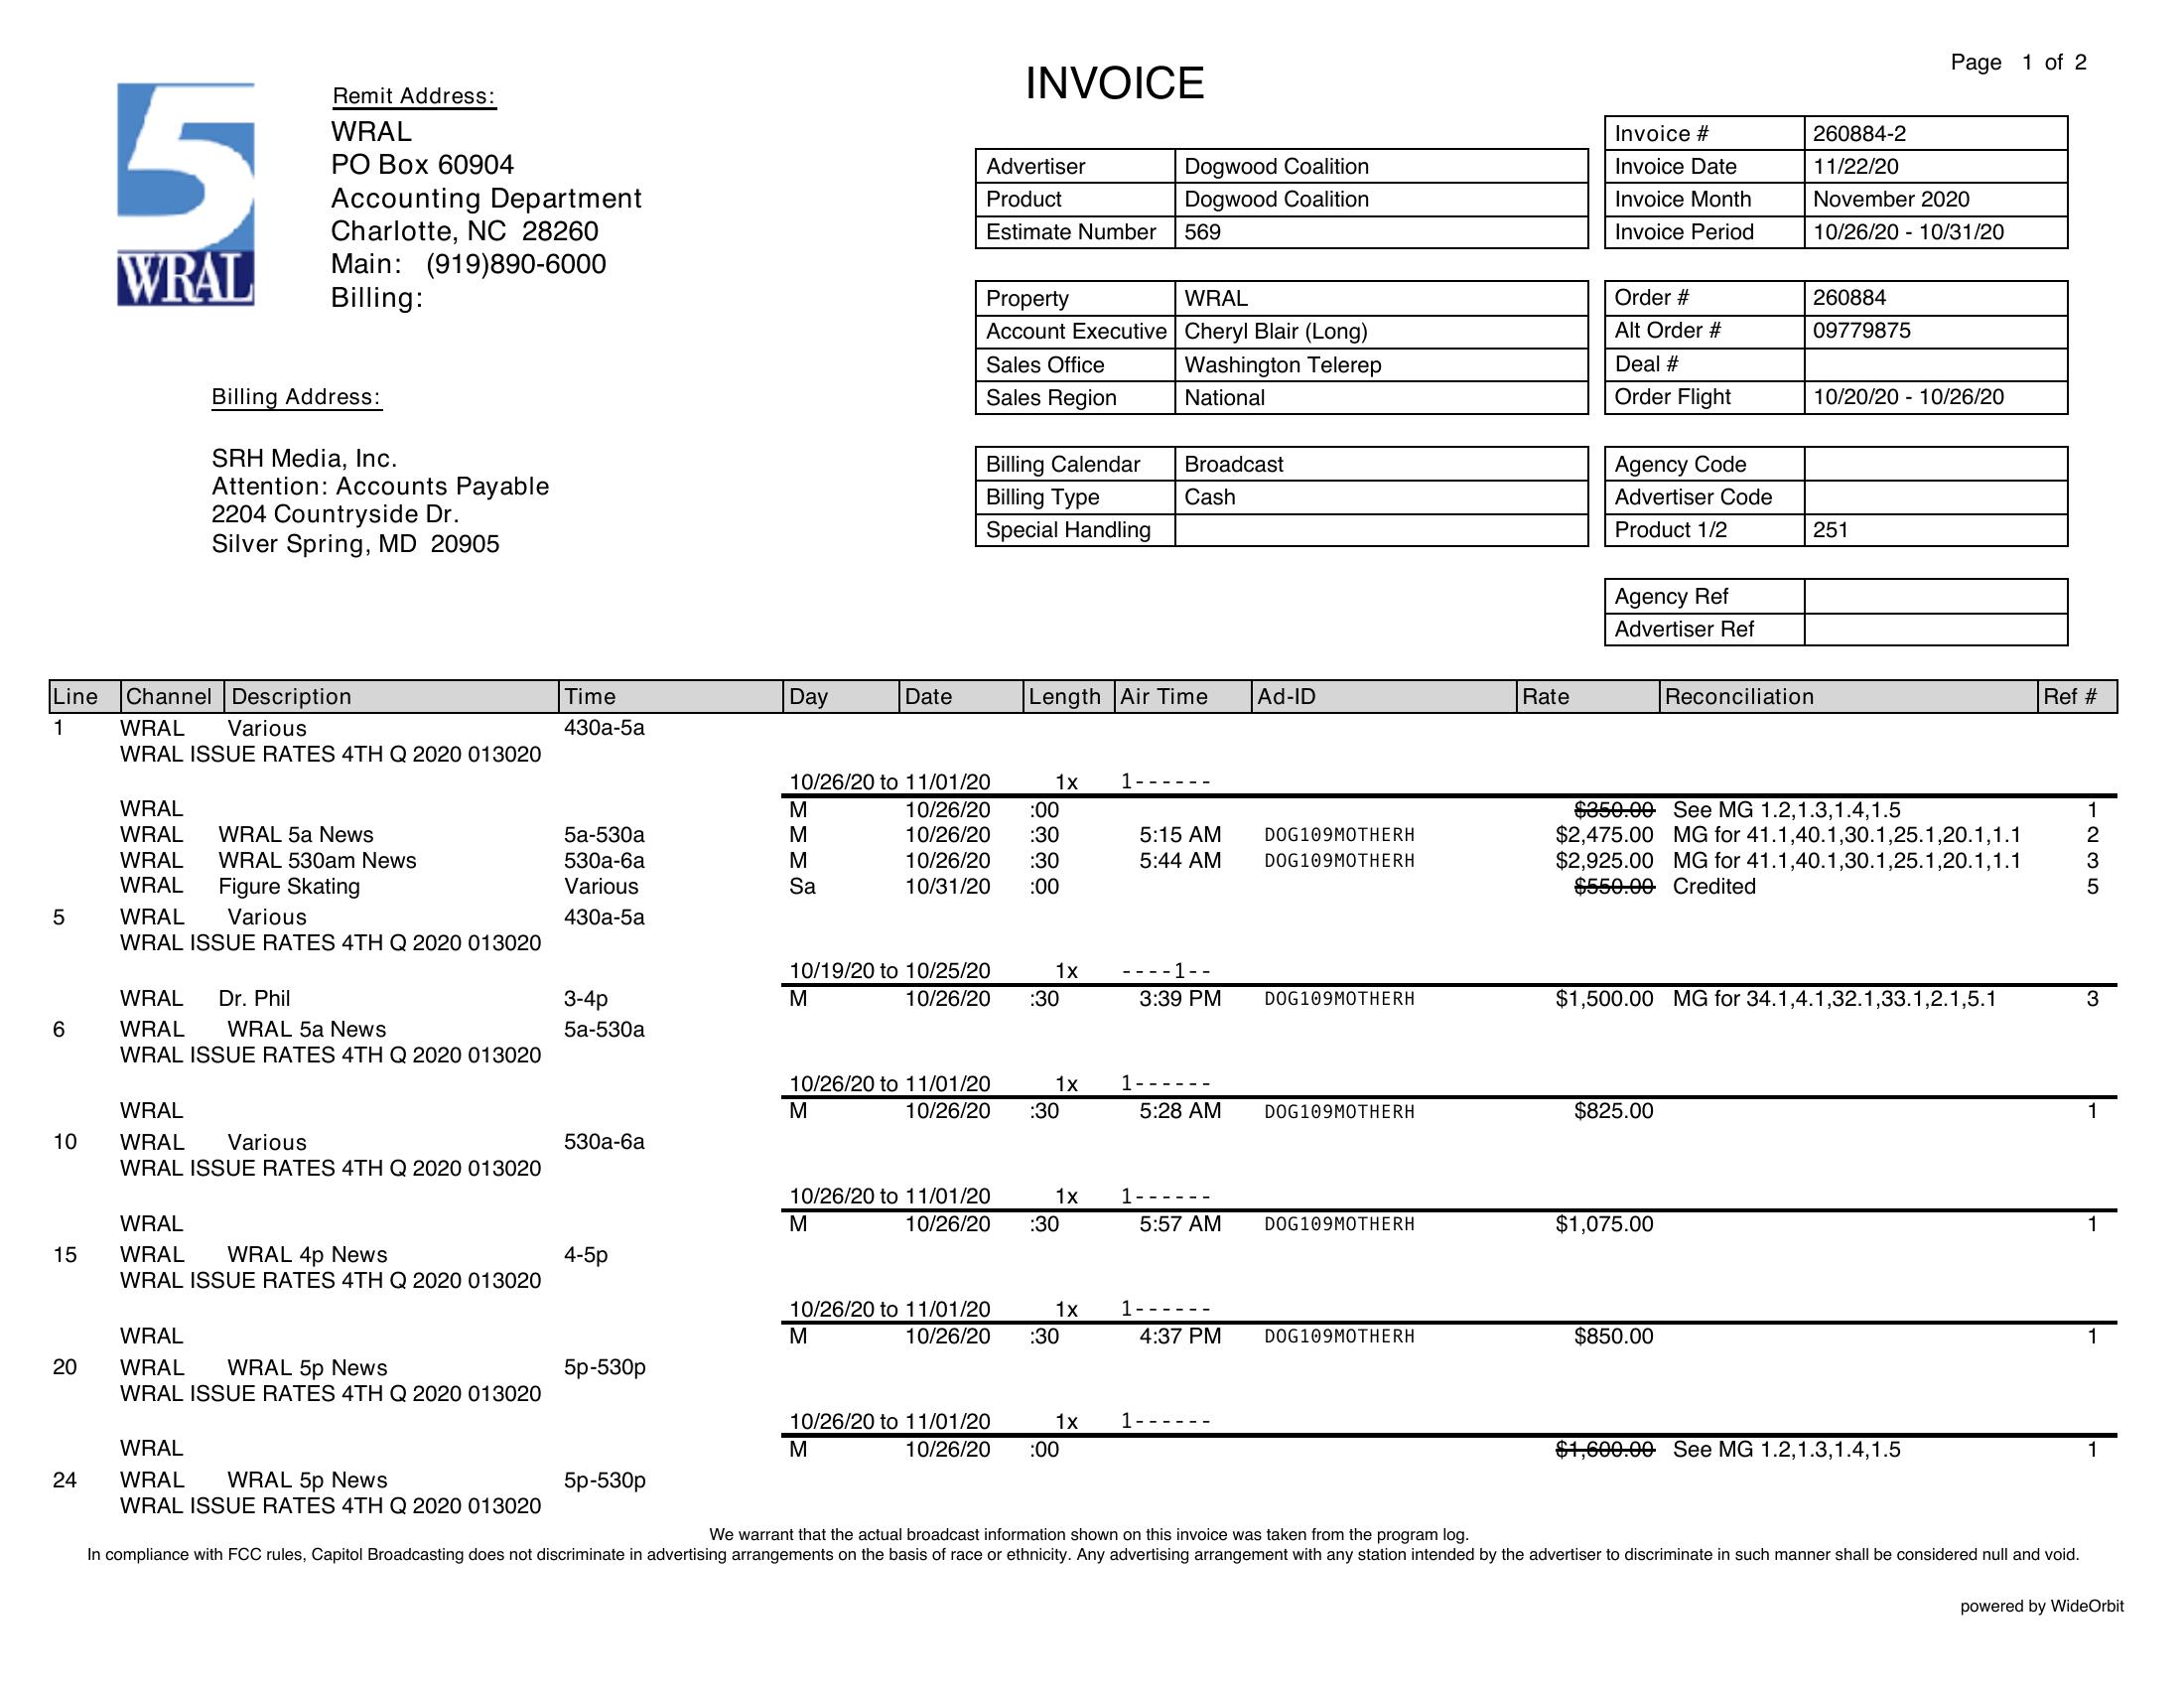 Page 1 of 2
INVOICE
5
WRAL
Remit Address:
WRAL
PO Box 60904
Accounting Department
Charlotte, NC 28260
Main: (919)890-6000
Billing:
Billing Address:
SRH Media, Inc.
Attention: Accounts Payable
2204 Countryside Dr.
Silver Spring, MD 20905
Advertiser Dogwood Coalition
Product Dogwood Coalition
Estimate Number 569
Property WRAL
Account Executive Cheryl Blair (Long)
Sales Office Washington Telerep
Sales Region National
Billing Calendar Broadcast
Billing Type Cash
Special Handling
Invoice # 260884-2
Invoice Date 11/22/20
Invoice Month November 2020
Invoice Period 10/26/20 - 10/31/20
Order # 260884
Alt Order # 09779875
Deal #
Order Flight 10/20/20 - 10/26/20
Agency Code
Advertiser Code
Product 1/2 251
Agency Ref
Advertiser Ref
Line Channel Description Time Day Date Length Air Time Ad-ID Rate Reconciliation Ref #
1 WRAL Various 430a-5a
WRAL ISSUE RATES 4TH Q 2020 013020
10/26/20 to 11/01/20 1x 1------
WRAL M 10/26/20 :00 $350.00 See MG 1.2,1.3,1.4,1.5 1
WRAL WRAL 5a News 5a-530a M 10/26/20 :30 5:15 AM DOG109MOTHERH $2,475.00 MG for 41.1,40.1,30.1,25.1,20.1,1.1 2
WRAL WRAL 530am News 530a-6a M 10/26/20 :30 5:44 AM DOG109MOTHERH $2,925.00 MG for 41.1,40.1,30.1,25.1,20.1,1.1 3
WRAL Figure Skating Various Sa 10/31/20 :00 $550.00 Credited 5
5 WRAL Various 430a-5a
WRAL ISSUE RATES 4TH Q 2020 013020
10/19/20 to 10/25/20 1x ----1--
WRAL Dr. Phil 3-4p M 10/26/20 :30 3:39 PM DOG109MOTHERH $1,500.00 MG for 34.1,4.1,32.1,33.1,2.1,5.1 3
6 WRAL WRAL 5a News 5a-530a
WRAL ISSUE RATES 4TH Q 2020 013020
10/26/20 to 11/01/20 1x 1------
WRAL M 10/26/20 :30 5:28 AM DOG109MOTHERH $825.00 1
10 WRAL Various 530a-6a
WRAL ISSUE RATES 4TH Q 2020 013020
10/26/20 to 11/01/20 1x 1------
WRAL M 10/26/20 :30 5:57 AM DOG109MOTHERH $1,075.00 1
15 WRAL WRAL 4p News 4-5p
WRAL ISSUE RATES 4TH Q 2020 013020
10/26/20 to 11/01/20 1x 1------
WRAL M 10/26/20 :30 4:37 PM DOG109MOTHERH $850.00 1
20 WRAL WRAL 5p News 5p-530p
WRAL ISSUE RATES 4TH Q 2020 013020
10/26/20 to 11/01/20 1x 1------
WRAL M 10/26/20 :00 $1,600.00 See MG 1.2,1.3,1.4,1.5 1
24 WRAL WRAL 5p News 5p-530p
WRAL ISSUE RATES 4TH Q 2020 013020
We warrant that the actual broadcast information shown on this invoice was taken from the program log.
In compliance with FCC rules, Capitol Broadcasting does not discriminate in advertising arrangements on the basis of race or ethnicity. Any advertising arrangement with any station intended by the advertiser to discriminate in such manner shall be considered null and void.
powered by WideOrbit